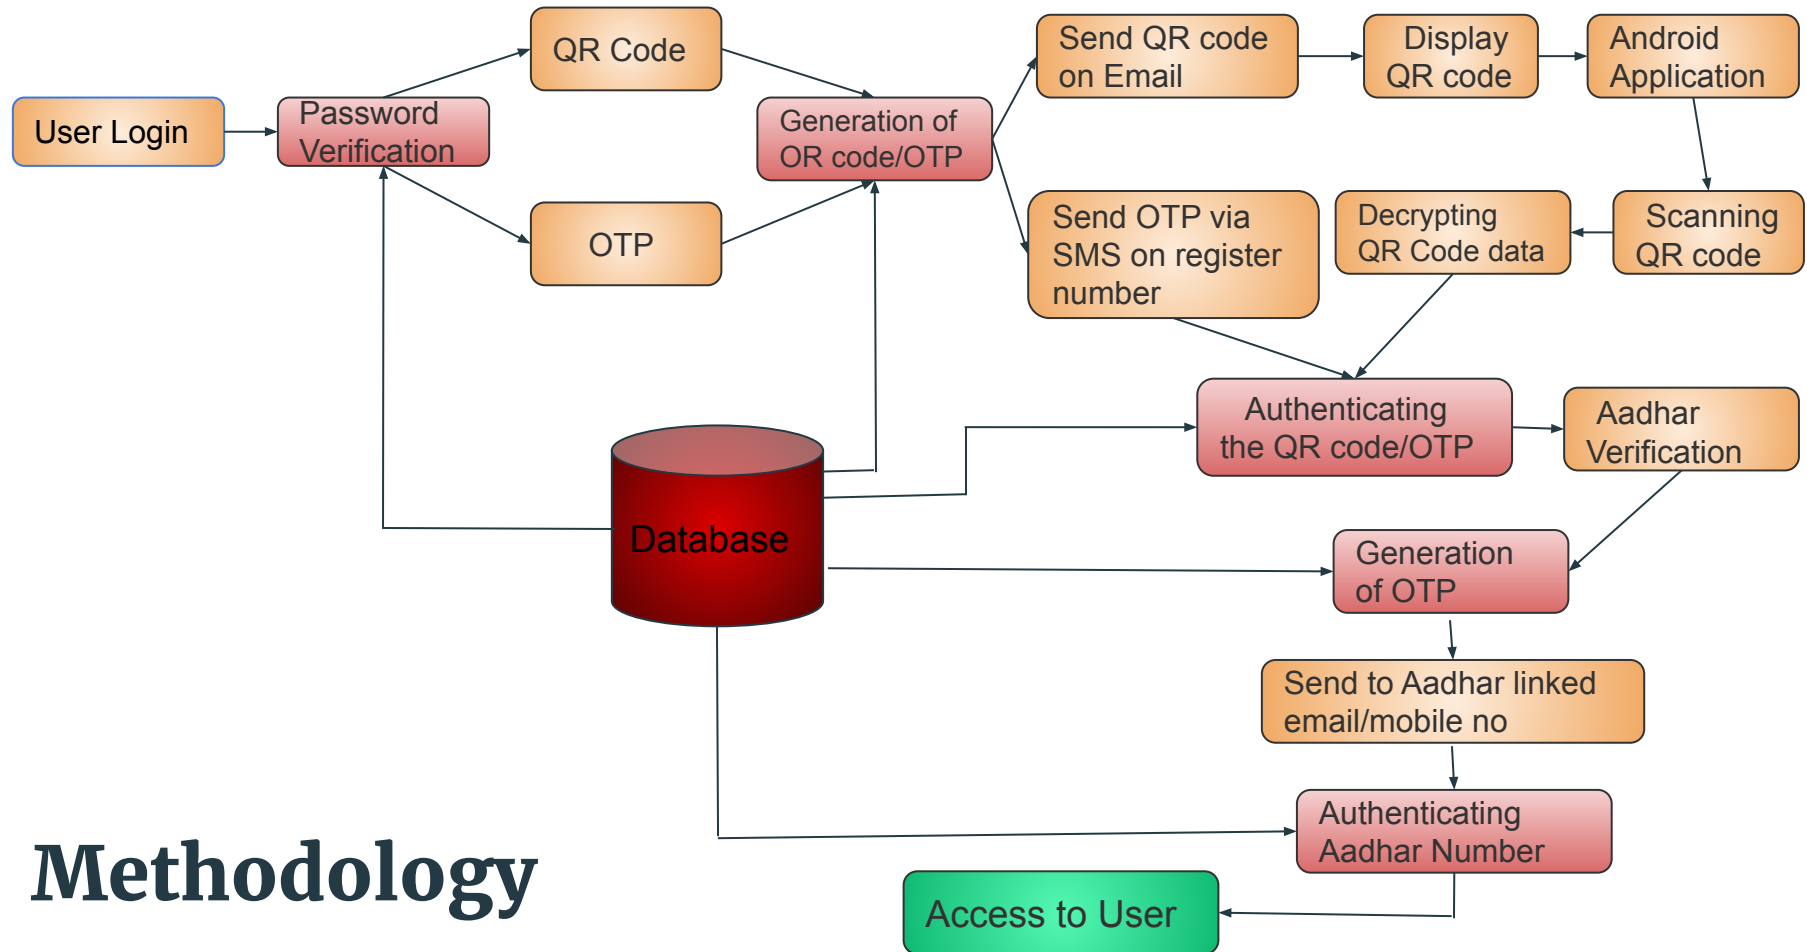 User Login
Password
Verification
QR Code
OTP
Generation of
OR code/OTP
Send QR code
on Email
Display
QR code
Android
Application
Send OTP via
SMS on register
number
Decrypting
QR Code data
Scanning
QR code
Authenticating
the QR code/OTP
Aadhar
Verification
Database
Generation
of OTP
Send to Aadhar linked
email/mobile no
Authenticating
Aadhar Number
Methodology
Access to User